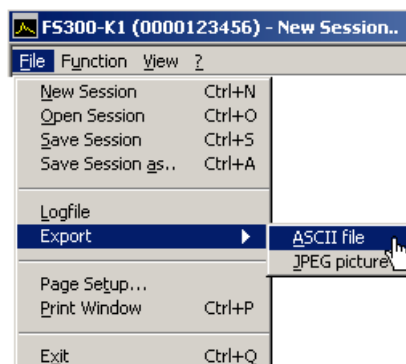 FS300-K1 (0000123456) - New Session..
File Function View ?
New Session Ctrl+N
Open Session Ctrl+O
Save Session Ctrl+S
Save Session as.. Ctrl+A
Logfile
Export
ASCII file
JPEG picture
Page Setup...
Print Window Ctrl+P
Exit Ctrl+Q